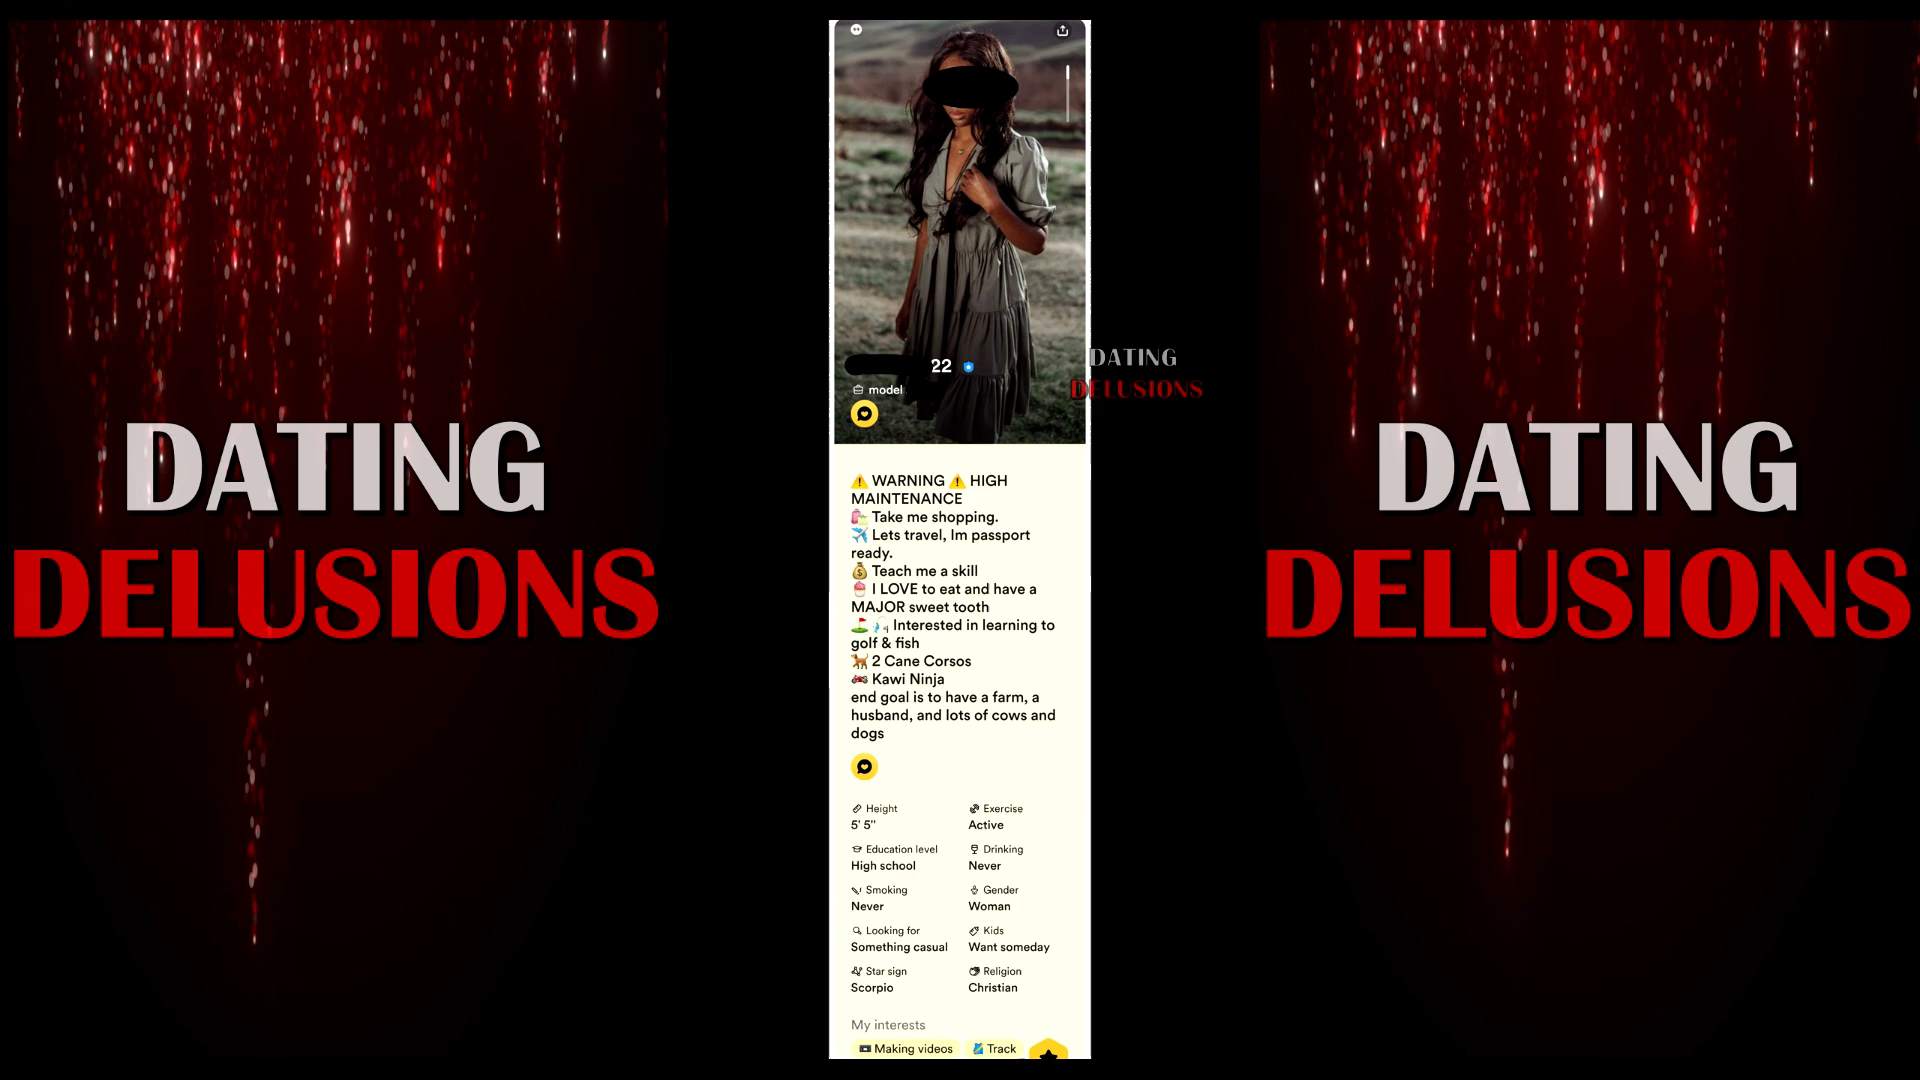 DATING
DELUSIONS
22
model
⚠️ WARNING ⚠️ HIGH
MAINTENANCE
🛍️ Take me shopping.
✈️ Lets travel, Im passport
ready.
💰 Teach me a skill
🧁 I LOVE to eat and have a
MAJOR sweet tooth
⛳ 🎣 Interested in learning to
golf & fish
🐕 2 Cane Corsos
🏍️ Kawi Ninja
end goal is to have a farm, a
husband, and lots of cows and
dogs
Height
5' 5"
Exercise
Active
Education level
High school
Drinking
Never
Smoking
Never
Gender
Woman
Looking for
Something casual
Kids
Want someday
Star sign
Scorpio
Religion
Christian
My interests
📼 Making videos
🎽 Track
DATING
DELUSIONS
DATING
DELUSIONS